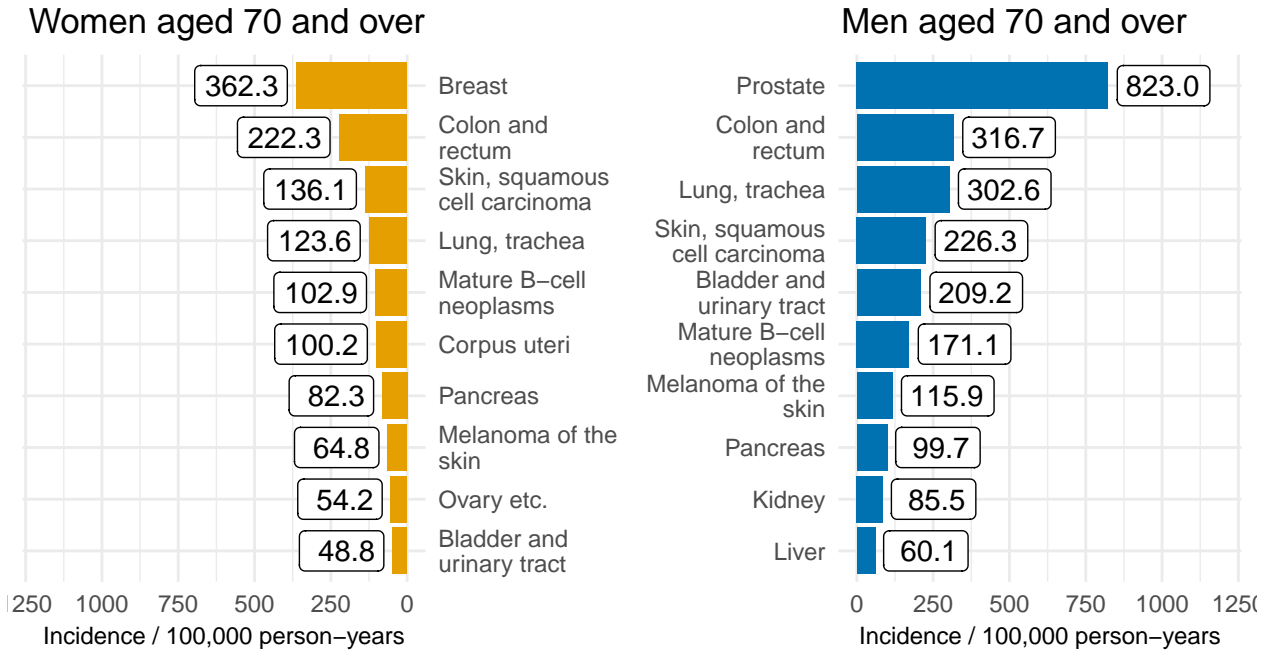 Women aged 70 and over
362.3 Breast
222.3 Colon and
rectum
136.1 Skin, squamous
cell carcinoma
123.6 Lung, trachea
102.9 Mature B−cell
neoplasms
100.2 Corpus uteri
82.3 Pancreas
64.8 Melanoma of the
skin
54.2 Ovary etc.
48.8 Bladder and
urinary tract
1250 1000 750 500 250 0
Incidence / 100,000 person−years
Men aged 70 and over
Prostate 823.0
Colon and
rectum 316.7
Lung, trachea 302.6
Skin, squamous
cell carcinoma 226.3
Bladder and
urinary tract 209.2
Mature B−cell
neoplasms 171.1
Melanoma of the
skin 115.9
Pancreas 99.7
Kidney 85.5
Liver 60.1
0 250 500 750 1000 1250
Incidence / 100,000 person−years